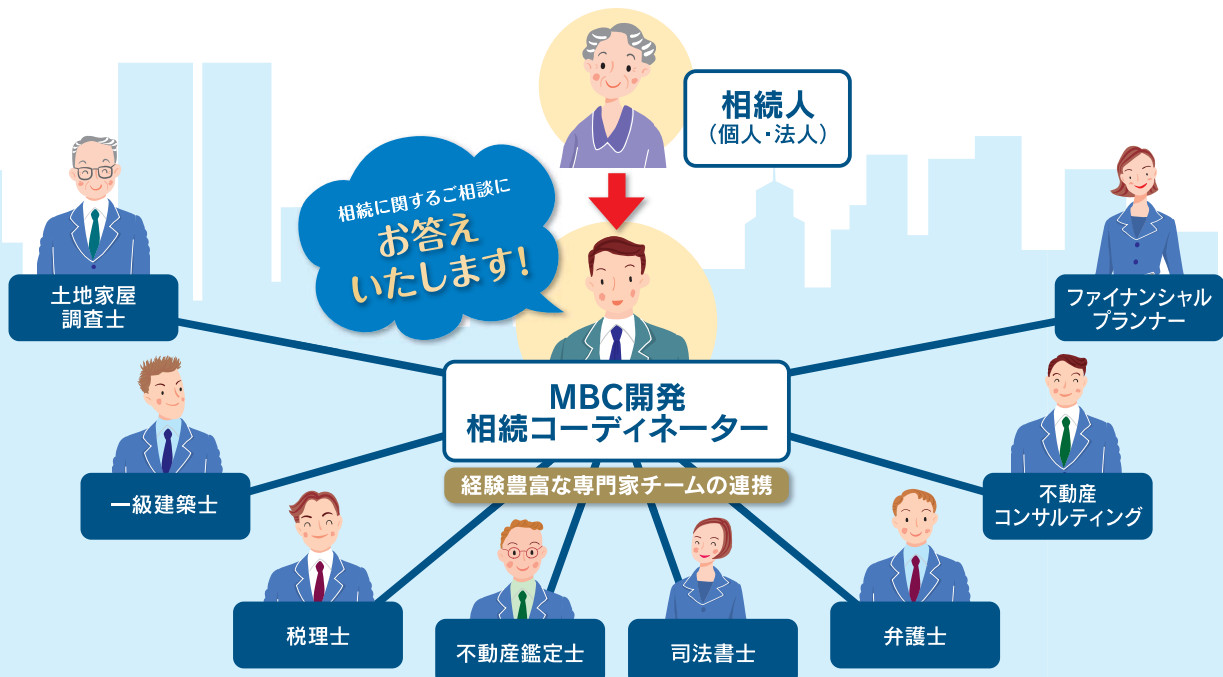 相続人
（個人・法人）
相続に関するご相談に
お答え
いたします！
土地家屋
調査士
ファイナンシャル
プランナー
MBC開発
相続コーディネーター
経験豊富な専門家チームの連携
一級建築士
不動産
コンサルティング
税理士
不動産鑑定士
司法書士
弁護士